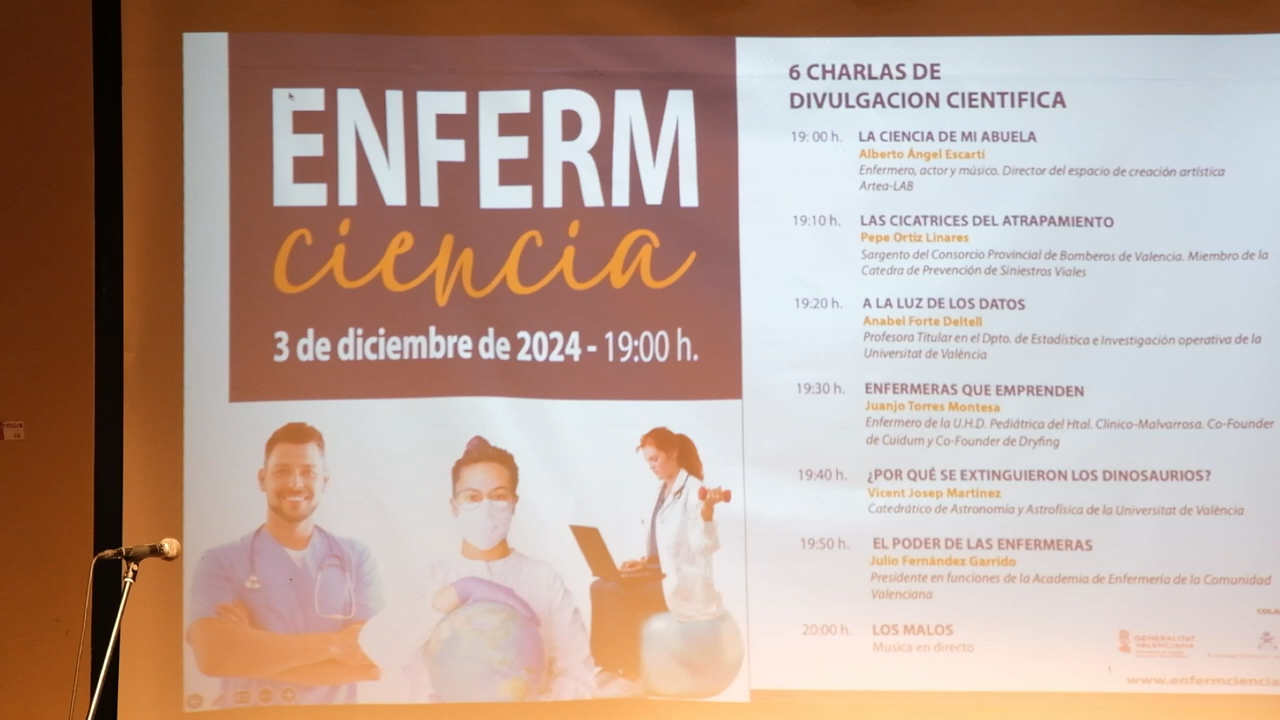 ENFERM
ciencia
3 de diciembre de 2024 - 19:00 h.
6 CHARLAS DE
DIVULGACION CIENTIFICA
19: 00 h. LA CIENCIA DE MI ABUELA
Alberto Ángel Escartí
Enfermero, actor y músico. Director del espacio de creación artística
Artea-LAB
19:10 h. LAS CICATRICES DEL ATRAPAMIENTO
Pepe Ortiz Linares
Sargento del Consorcio Provincial de Bomberos de Valencia. Miembro de la
Catedra de Prevención de Siniestros Viales
19:20 h. A LA LUZ DE LOS DATOS
Anabel Forte Deltell
Profesora Titular en el Dpto. de Estadística e Investigación operativa de la
Universitat de València
19:30 h. ENFERMERAS QUE EMPRENDEN
Juanjo Torres Montesa
Enfermero de la U.H.D. Pediátrica del Htal. Clinico-Malvarrosa. Co-Founder
de Cuidum y Co-Founder de Dryfing
19:40 h. ¿POR QUÉ SE EXTINGUIERON LOS DINOSAURIOS?
Vicent Josep Martínez
Catedrático de Astronomía y Astrofísica de la Universitat de València
19:50 h. EL PODER DE LAS ENFERMERAS
Julio Fernández Garrido
Presidente en funciones de la Academia de Enfermería de la Comunidad
Valenciana
20:00 h. LOS MALOS
Musica en directo
GENERALITAT
VALENCIANA
www.enfermciencia